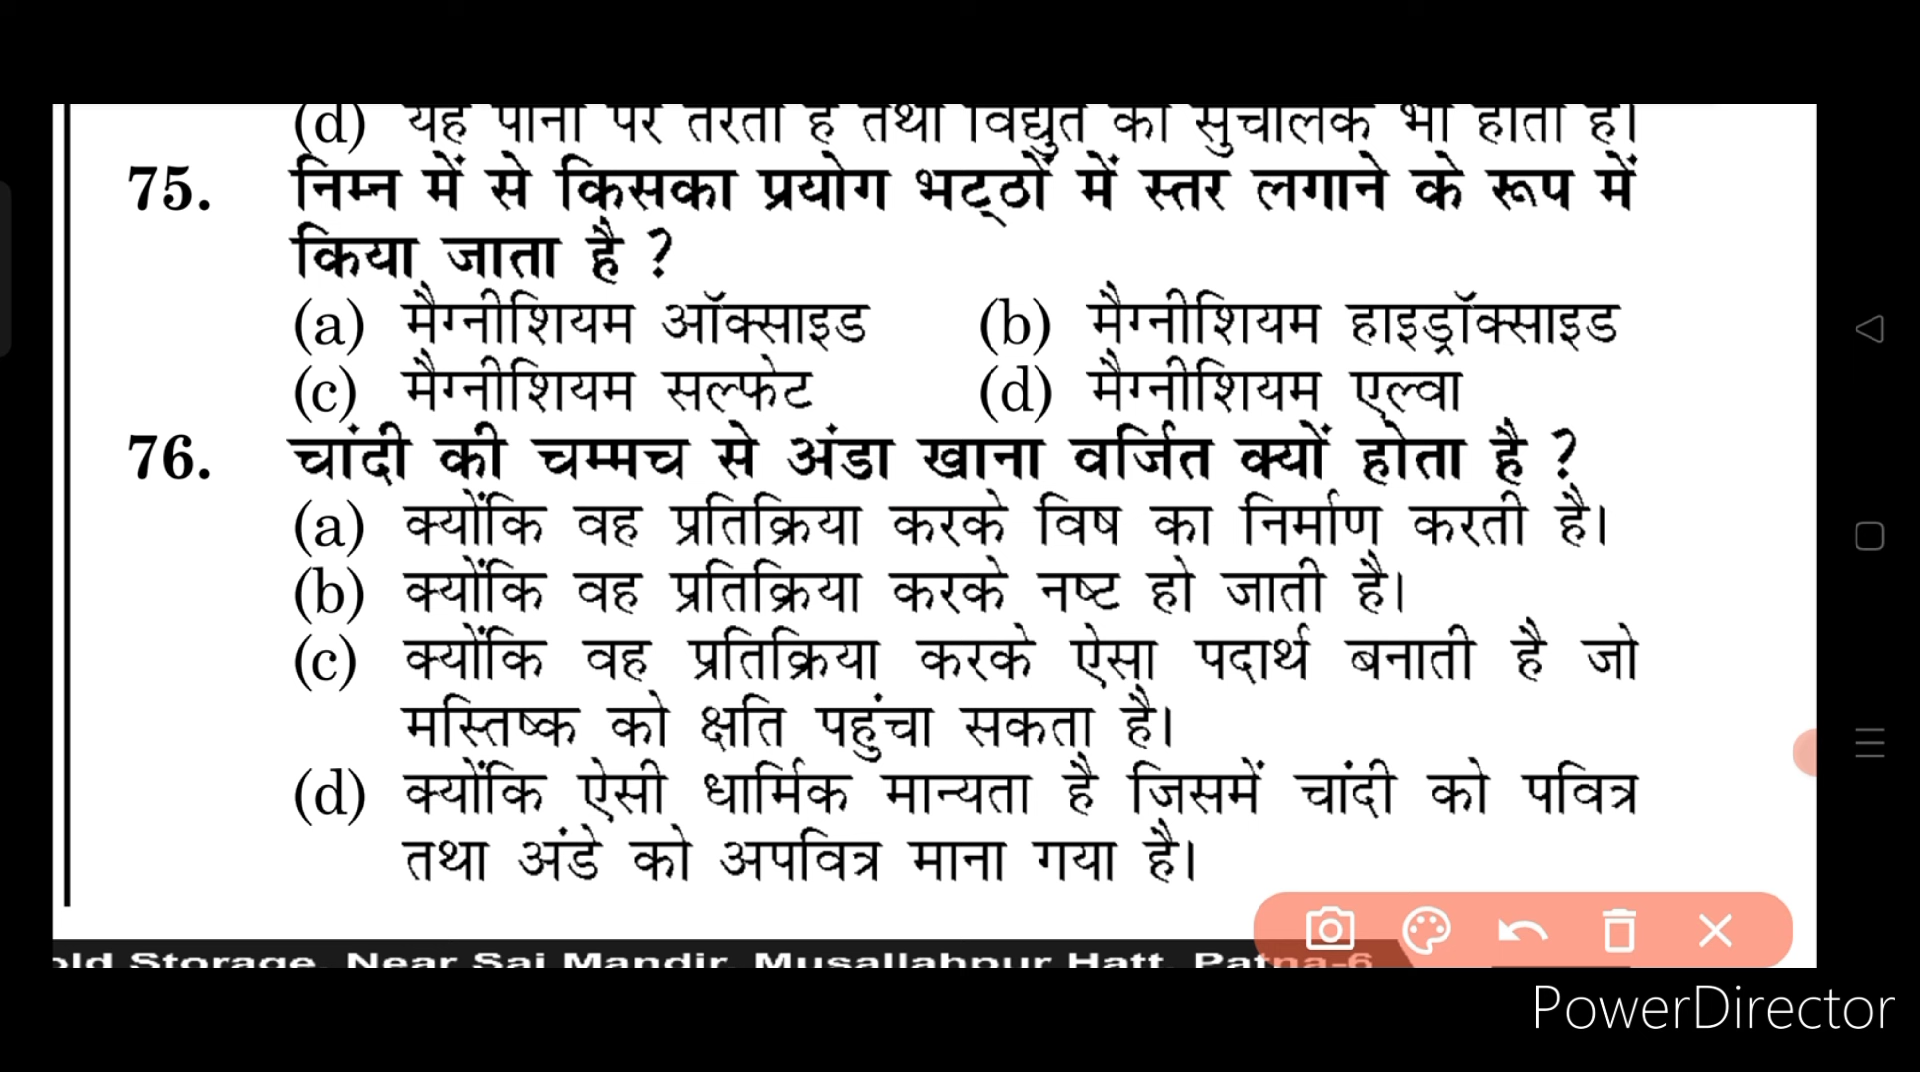 (d) यह पानी पर तैरता है तथा विद्युत का सुचालक भी होता है।
75. निम्न में से किसका प्रयोग भट्ठों में स्तर लगाने के रूप में
किया जाता है ?
(a) मैग्नीशियम ऑक्साइड (b) मैग्नीशियम हाइड्रॉक्साइड
(c) मैग्नीशियम सल्फेट (d) मैग्नीशियम एल्वा
76. चांदी की चम्मच से अंडा खाना वर्जित क्यों होता है ?
(a) क्योंकि वह प्रतिक्रिया करके विष का निर्माण करती है।
(b) क्योंकि वह प्रतिक्रिया करके नष्ट हो जाती है।
(c) क्योंकि वह प्रतिक्रिया करके ऐसा पदार्थ बनाती है जो
मस्तिष्क को क्षति पहुंचा सकता है।
(d) क्योंकि ऐसी धार्मिक मान्यता है जिसमें चांदी को पवित्र
तथा अंडे को अपवित्र माना गया है।
old Storage, Near Sai Mandir, Musallahpur Hatt, Patna-6
PowerDirector